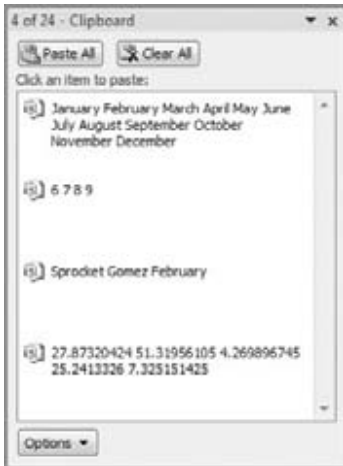 4 of 24 - Clipboard
Paste All Clear All
Click an item to paste:
January February March April May June
July August September October
November December
6 7 8 9
Sprocket Gomez February
27.87320424 51.31956105 4.269896745
25.2413326 7.325151425
Options